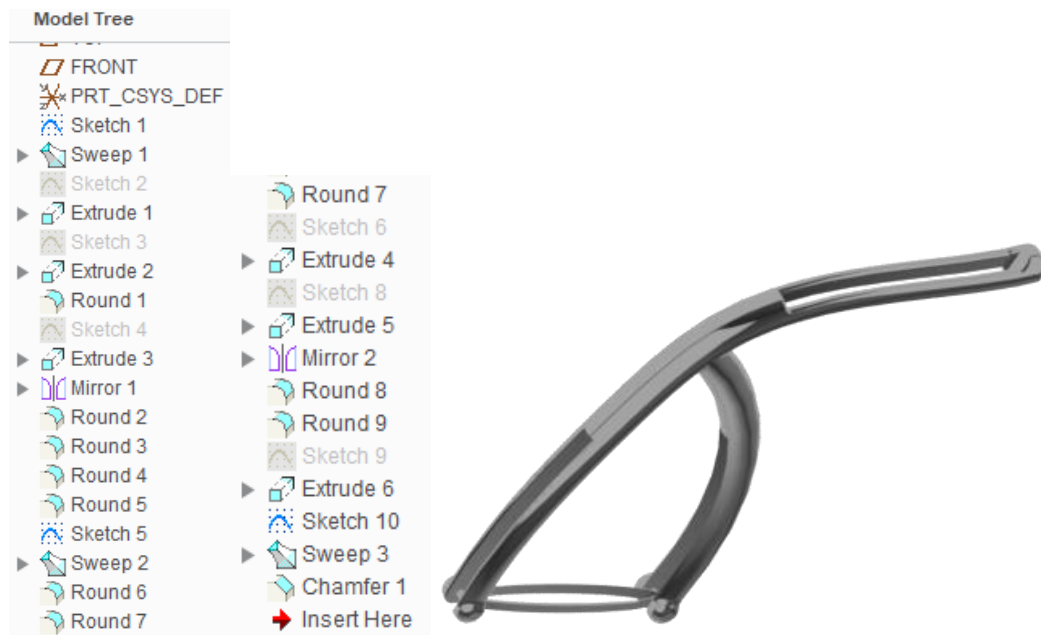 Model Tree
FRONT
PRT_CSYS_DEF
Sketch 1
Sweep 1
Sketch 2
Extrude 1
Sketch 3
Extrude 2
Round 1
Sketch 4
Extrude 3
Mirror 1
Round 2
Round 3
Round 4
Round 5
Sketch 5
Sweep 2
Round 6
Round 7
Round 7
Sketch 6
Extrude 4
Sketch 8
Extrude 5
Mirror 2
Round 8
Round 9
Sketch 9
Extrude 6
Sketch 10
Sweep 3
Chamfer 1
Insert Here